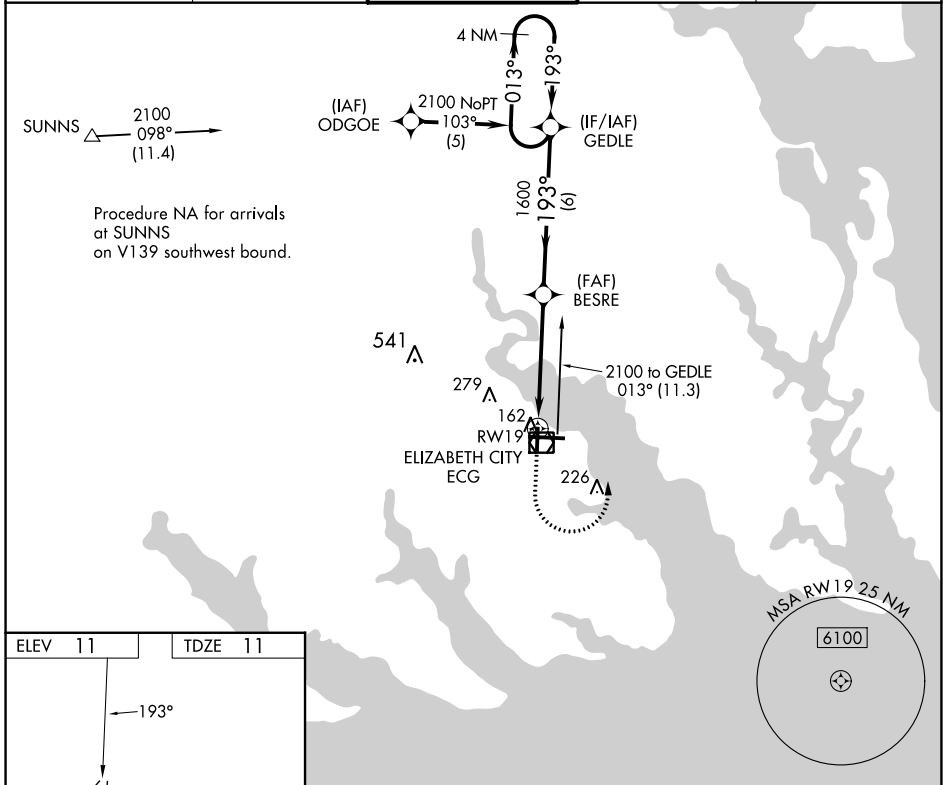 4 NM
013°
193°
(IAF)
ODGOE
2100 NoPT
103°
(5)
(IF/IAF)
GEDLE
SUNNS
2100
098°
(11.4)
1600
193°
(6)
Procedure NA for arrivals
at SUNNS
on V139 southwest bound.
(FAF)
BESRE
541
2100 to GEDLE
013° (11.3)
279
162
RW19
ELIZABETH CITY
ECG
226
MSA RW19 25 NM
6100
ELEV 11
TDZE 11
193°